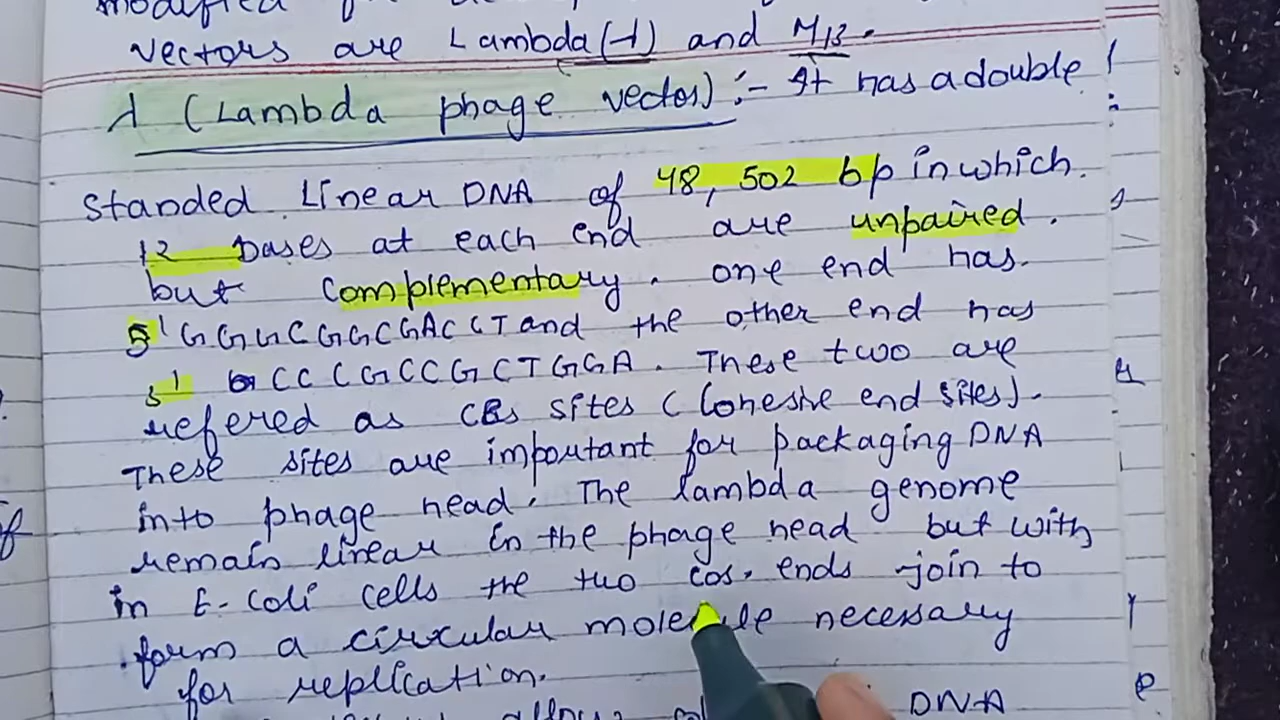 modified
vectors are Lambda (λ) and M13.
λ (Lambda phage vector) :- It has a double
standed linear DNA of 48,502 bp in which
12 bases at each end are unpaired.
but complementary. one end has
5' GGGCGGCGACCT and the other end has
3' CCCGCCGCTGGA. These two are
refered as COs sites (Cohesive end sites).
These sites are important for packaging DNA
into phage head. The lambda genome
remain linear in the phage head but with
in E-coli cells the two cos. ends join to
form a circular molecule necessary
for replication.
DNA